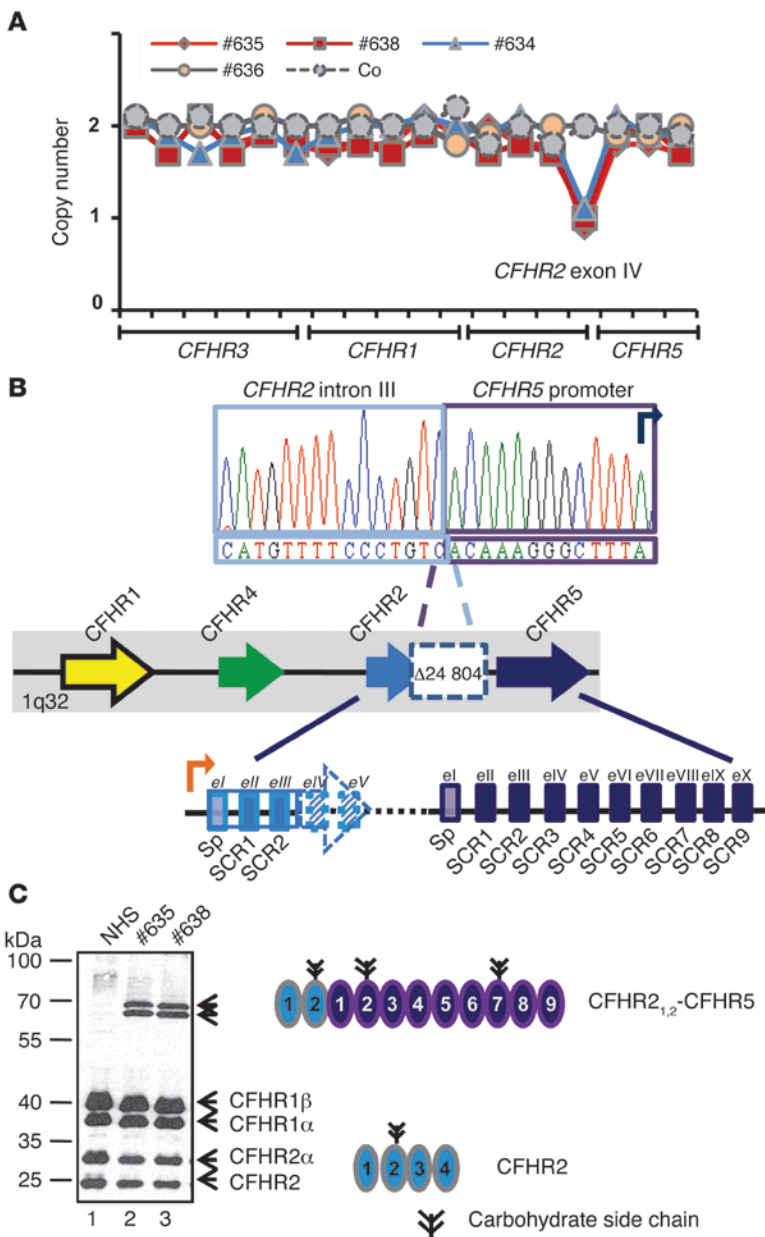 A
#635 #638 #634
#636 Co
Copy number
2
1
0
CFHR2 exon IV
CFHR3 CFHR1 CFHR2 CFHR5
B
CFHR2 intron III CFHR5 promoter
CATGTTTTCCCTGTCACAAAGGGCTTTA
CFHR1 CFHR4 CFHR2 CFHR5
Δ24 804
1q32
eI eII eIII eIV eV eI eII eIII eIV eV eVI eVII eVIII eIX eX
Sp SCR1 SCR2 Sp SCR1 SCR2 SCR3 SCR4 SCR5 SCR6 SCR7 SCR8 SCR9
C
kDa NHS #635 #638
100
70
55
40
35
25
1 2 3
CFHR1β
CFHR1α
CFHR2α
CFHR2
1 2 1 2 3 4 5 6 7 8 9 CFHR2₁,₂-CFHR5
1 2 3 4 CFHR2
Carbohydrate side chain